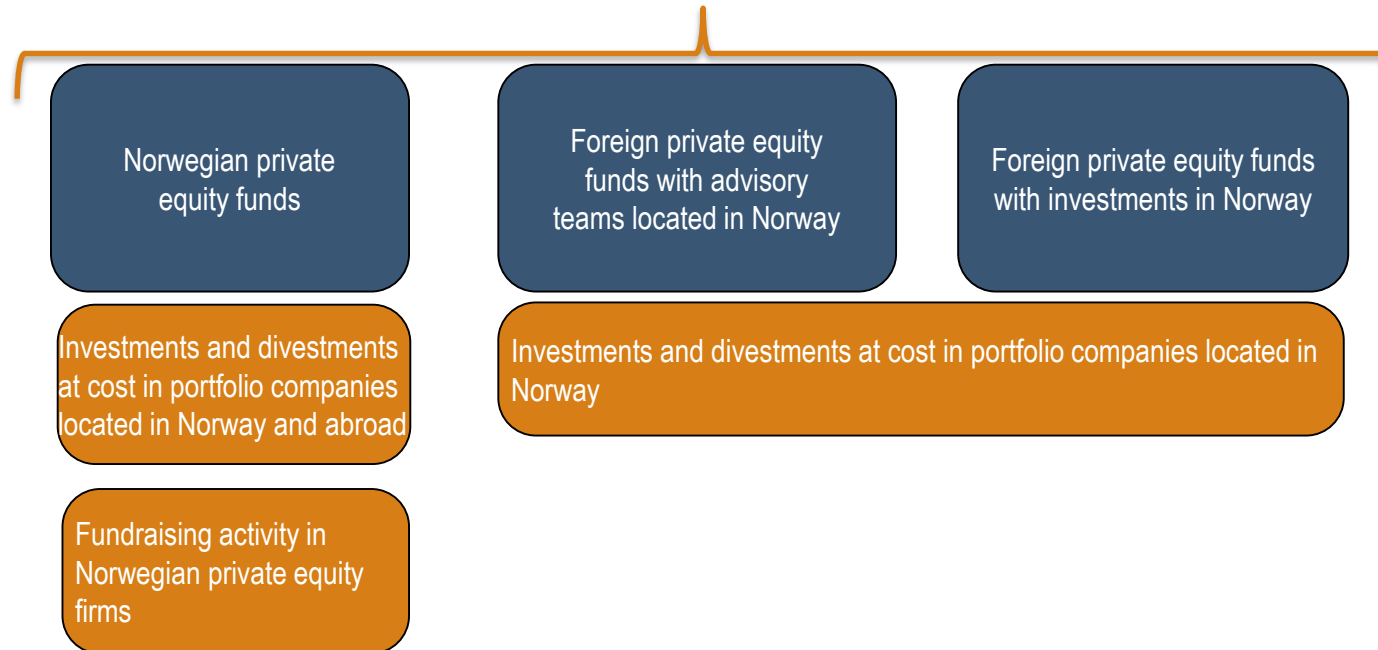 Norwegian private
equity funds
Foreign private equity
funds with advisory
teams located in Norway
Foreign private equity funds
with investments in Norway
Investments and divestments
at cost in portfolio companies
located in Norway and abroad
Investments and divestments at cost in portfolio companies located in
Norway
Fundraising activity in
Norwegian private equity
firms